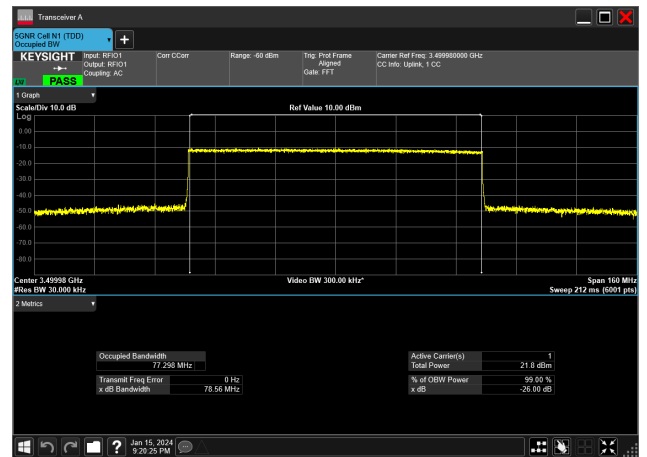 Transceiver A
5GNR Cell N1 (TDD)
Occupied BW
+
KEYSIGHT
LXI PASS
Input: RFIO1
Output: RFIO1
Coupling: AC
Corr CCorr
Range: -60 dBm
Trig: Prot Frame
Aligned
Gate: FFT
Carrier Ref Freq: 3.499980000 GHz
CC Info: Uplink, 1 CC
1 Graph
Scale/Div 10.0 dB
Ref Value 10.00 dBm
Log
0.00
-10.0
-20.0
-30.0
-40.0
-50.0
-60.0
-70.0
-80.0
Center 3.49998 GHz
Video BW 300.00 kHz*
Span 160 MHz
#Res BW 30.000 kHz
Sweep 212 ms (6001 pts)
2 Metrics
Occupied Bandwidth
77.298 MHz
Transmit Freq Error 0 Hz
x dB Bandwidth 78.56 MHz
Active Carrier(s) 1
Total Power 21.8 dBm
% of OBW Power 99.00 %
x dB -26.00 dB
?
Jan 15, 2024
9:20:25 PM